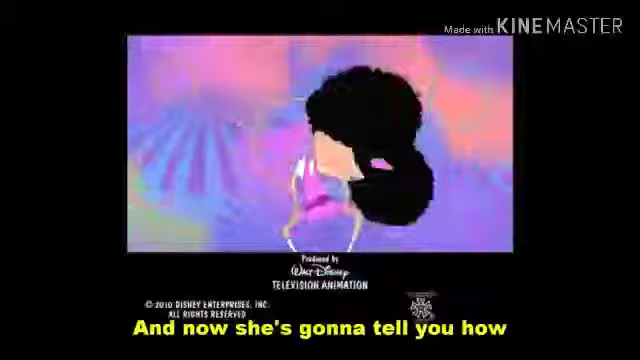 Made with KINEMASTER
Produced by
WALT DISNEY
TELEVISION ANIMATION
© 2010 DISNEY ENTERPRISES, INC.
ALL RIGHTS RESERVED
And now she's gonna tell you how